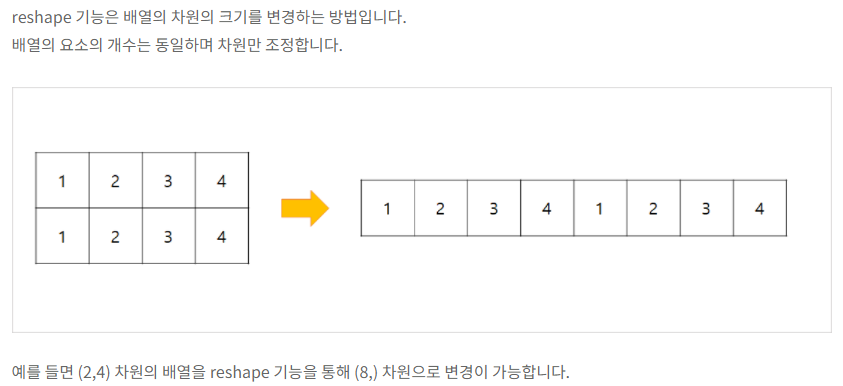 reshape 기능은 배열의 차원의 크기를 변경하는 방법입니다.
배열의 요소의 개수는 동일하며 차원만 조정합니다.
1 2 3 4
1 2 3 4
1 2 3 4 1 2 3 4
예를 들면 (2,4) 차원의 배열을 reshape 기능을 통해 (8,) 차원으로 변경이 가능합니다.